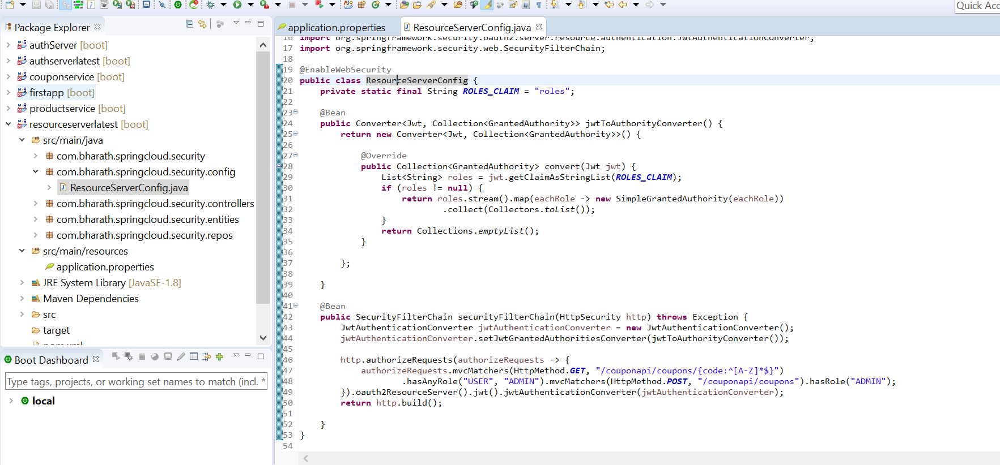 Quick Acc
Package Explorer
authServer [boot]
authserverlatest [boot]
couponservice [boot]
firstapp [boot]
productservice [boot]
resourceserverlatest [boot]
src/main/java
com.bharath.springcloud.security
com.bharath.springcloud.security.config
ResourceServerConfig.java
com.bharath.springcloud.security.controllers
com.bharath.springcloud.security.entities
com.bharath.springcloud.security.repos
src/main/resources
application.properties
JRE System Library [JavaSE-1.8]
Maven Dependencies
src
target
pom.xml
Boot Dashboard
Type tags, projects, or working set names to match (incl. *
local
application.properties
ResourceServerConfig.java
16 import org.springframework.security.oauth2.server.resource.authentication.JwtAuthenticationConverter;
17 import org.springframework.security.web.SecurityFilterChain;
18
19 @EnableWebSecurity
20 public class ResourceServerConfig {
21 private static final String ROLES_CLAIM = "roles";
22
23 @Bean
24 public Converter<Jwt, Collection<GrantedAuthority>> jwtToAuthorityConverter() {
25 return new Converter<Jwt, Collection<GrantedAuthority>>() {
26
27 @Override
28 public Collection<GrantedAuthority> convert(Jwt jwt) {
29 List<String> roles = jwt.getClaimAsStringList(ROLES_CLAIM);
30 if (roles != null) {
31 return roles.stream().map(eachRole -> new SimpleGrantedAuthority(eachRole))
32 .collect(Collectors.toList());
33 }
34 return Collections.emptyList();
35 }
36
37 };
38
39 }
40
41 @Bean
42 public SecurityFilterChain securityFilterChain(HttpSecurity http) throws Exception {
43 JwtAuthenticationConverter jwtAuthenticationConverter = new JwtAuthenticationConverter();
44 jwtAuthenticationConverter.setJwtGrantedAuthoritiesConverter(jwtToAuthorityConverter());
45
46 http.authorizeRequests(authorizeRequests -> {
47 authorizeRequests.mvcMatchers(HttpMethod.GET, "/couponapi/coupons/{code:^[A-Z]*$}")
48 .hasAnyRole("USER", "ADMIN").mvcMatchers(HttpMethod.POST, "/couponapi/coupons").hasRole("ADMIN");
49 }).oauth2ResourceServer().jwt().jwtAuthenticationConverter(jwtAuthenticationConverter);
50 return http.build();
51
52 }
53 }
54